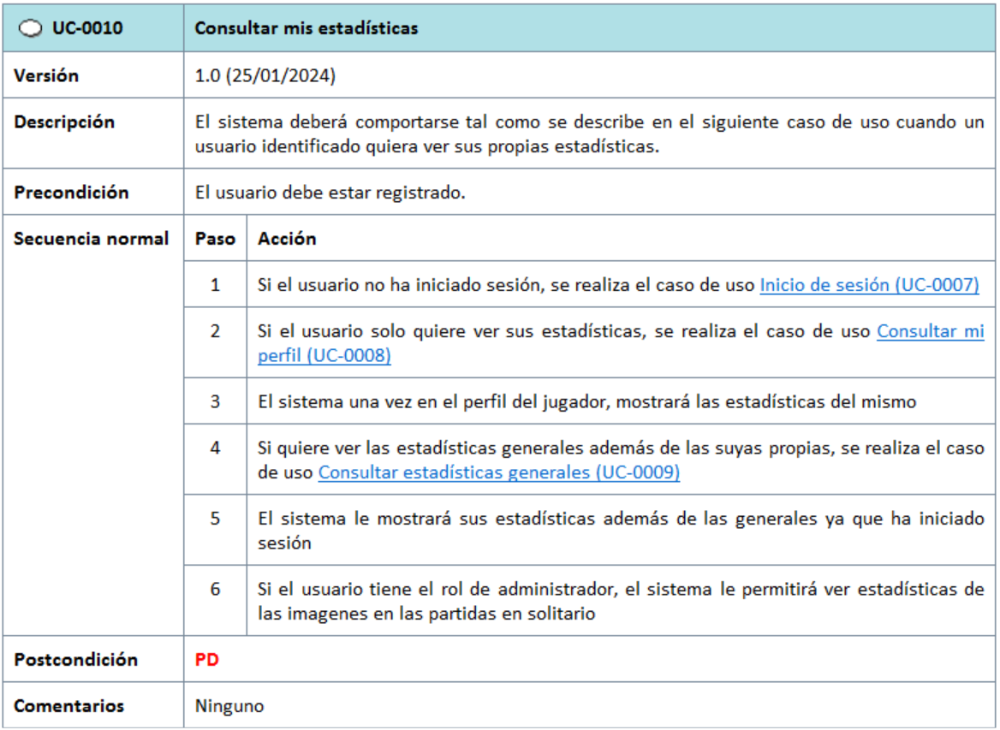 UC-0010 Consultar mis estadísticas
Versión 1.0 (25/01/2024)
Descripción El sistema deberá comportarse tal como se describe en el siguiente caso de uso cuando un
usuario identificado quiera ver sus propias estadísticas.
Precondición El usuario debe estar registrado.
Secuencia normal Paso Acción
1 Si el usuario no ha iniciado sesión, se realiza el caso de uso Inicio de sesión (UC-0007)
2 Si el usuario solo quiere ver sus estadísticas, se realiza el caso de uso Consultar mi
perfil (UC-0008)
3 El sistema una vez en el perfil del jugador, mostrará las estadísticas del mismo
4 Si quiere ver las estadísticas generales además de las suyas propias, se realiza el caso
de uso Consultar estadísticas generales (UC-0009)
5 El sistema le mostrará sus estadísticas además de las generales ya que ha iniciado
sesión
6 Si el usuario tiene el rol de administrador, el sistema le permitirá ver estadísticas de
las imagenes en las partidas en solitario
Postcondición PD
Comentarios Ninguno